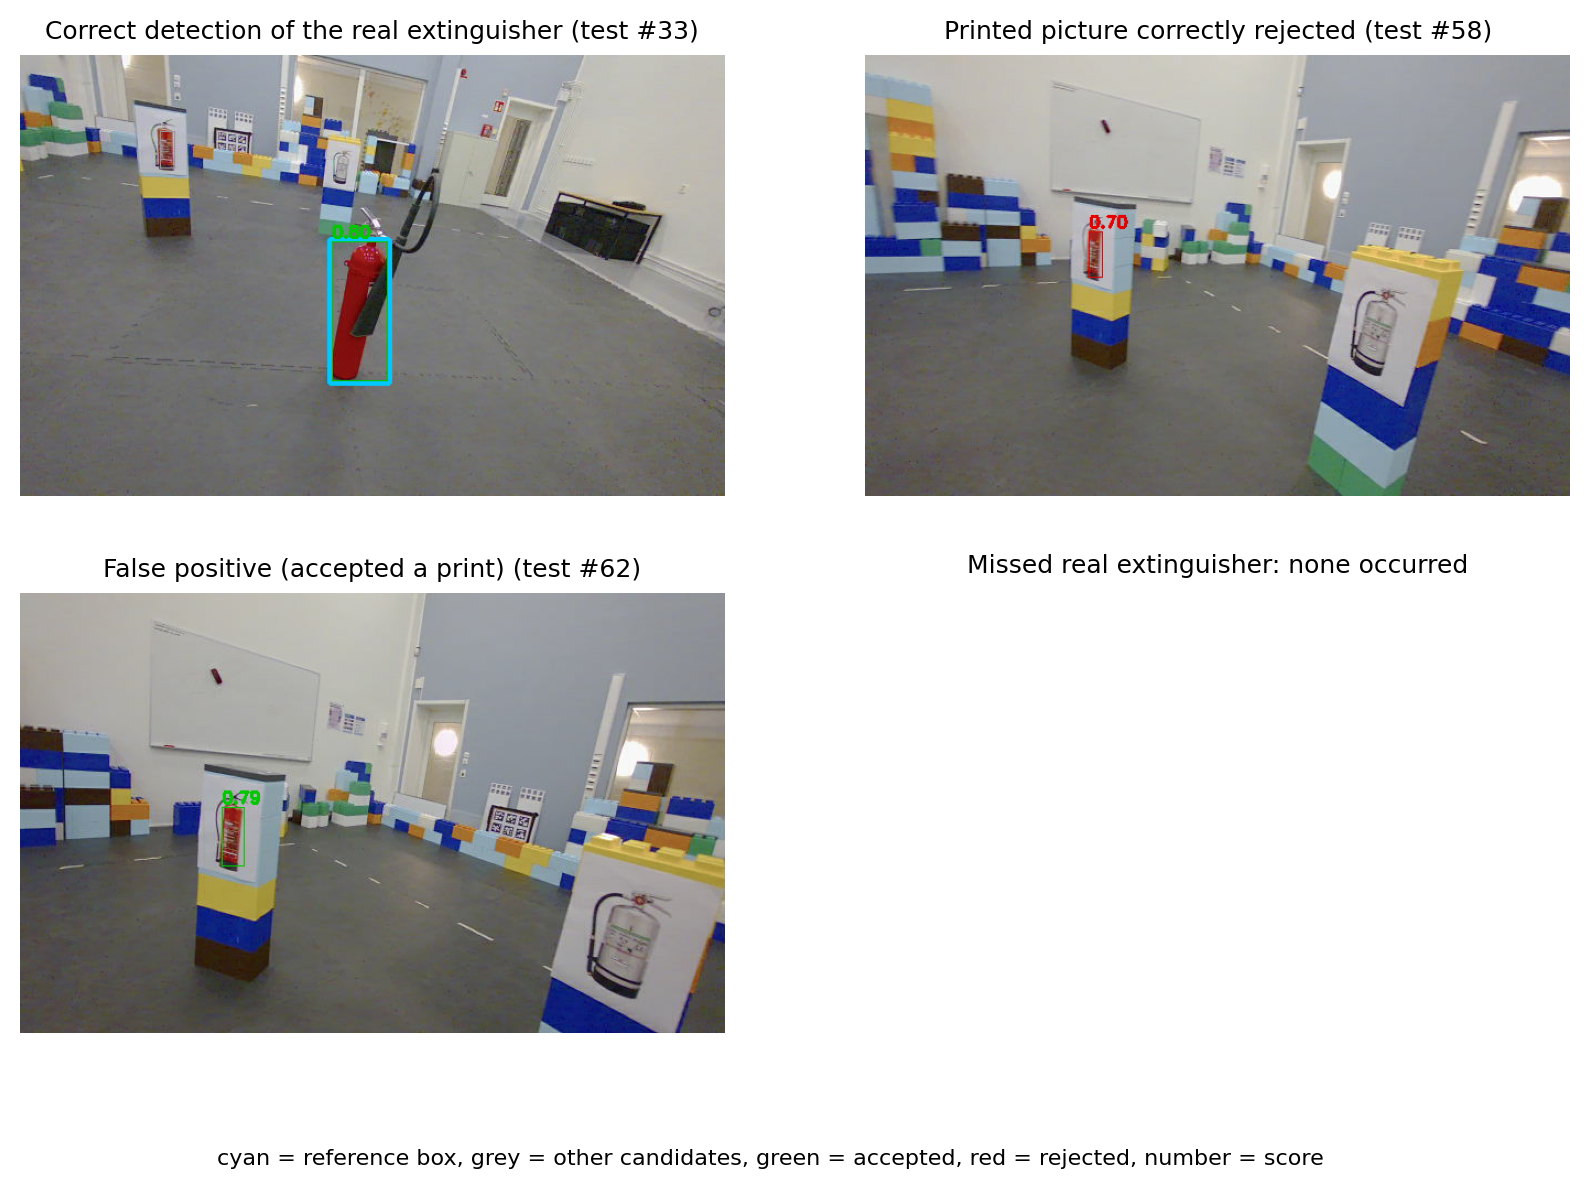 Correct detection of the real extinguisher (test #33)
Printed picture correctly rejected (test #58)
0.80
0.70
False positive (accepted a print) (test #62)
Missed real extinguisher: none occurred
0.79
cyan = reference box, grey = other candidates, green = accepted, red = rejected, number = score